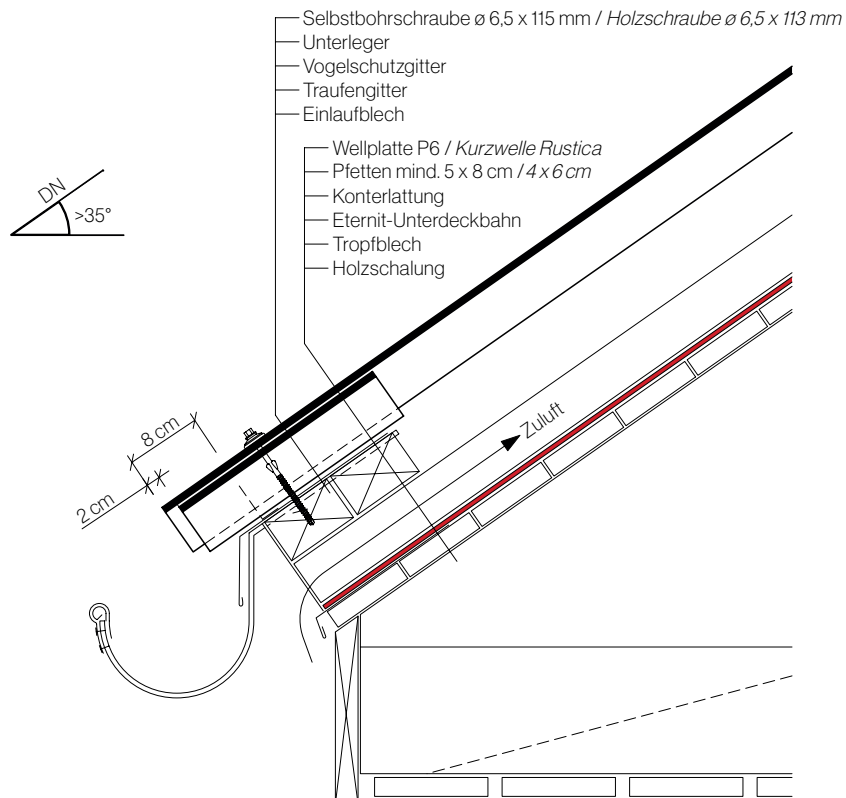 Selbstbohrschraube ø 6,5 x 115 mm / Holzschraube ø 6,5 x 113 mm
Unterleger
Vogelschutzgitter
Traufengitter
Einlaufblech
Wellplatte P6 / Kurzwelle Rustica
Pfetten mind. 5 x 8 cm / 4 x 6 cm
Konterlattung
Eternit-Unterdeckbahn
Tropfblech
Holzschalung
DN
>35°
8 cm
2 cm
Zuluft